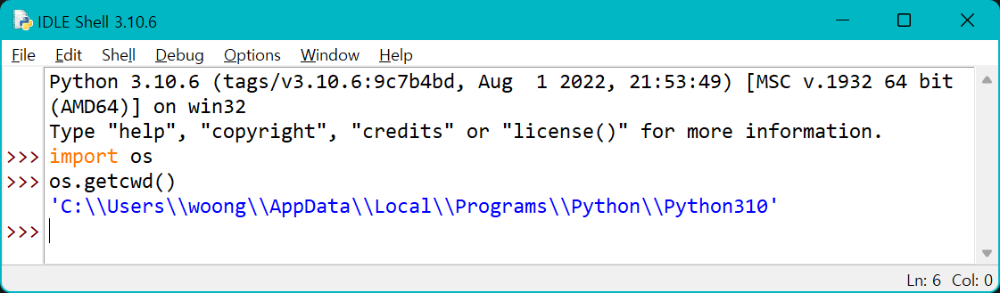 IDLE Shell 3.10.6
File Edit Shell Debug Options Window Help
Python 3.10.6 (tags/v3.10.6:9c7b4bd, Aug  1 2022, 21:53:49) [MSC v.1932 64 bit
(AMD64)] on win32
Type "help", "copyright", "credits" or "license()" for more information.
>>> import os
>>> os.getcwd()
'C:\\Users\\woong\\AppData\\Local\\Programs\\Python\\Python310'
>>>
Ln: 6 Col: 0